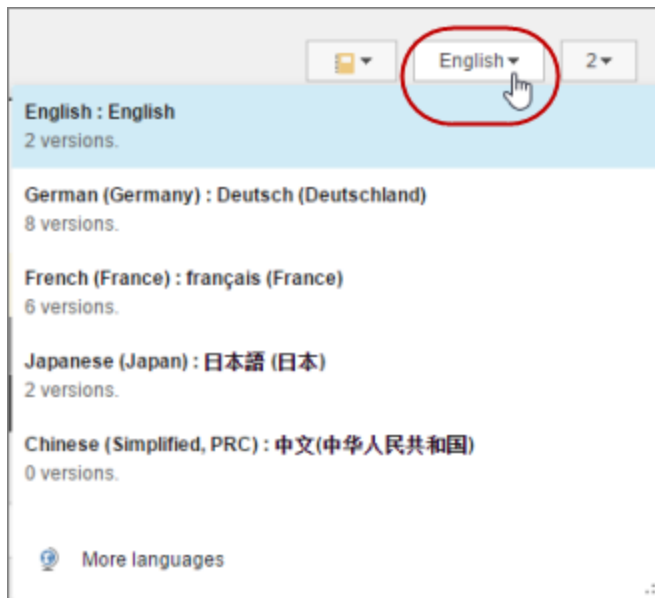 English
2
English : English
2 versions.
German (Germany) : Deutsch (Deutschland)
8 versions.
French (France) : français (France)
6 versions.
Japanese (Japan) : 日本語 (日本)
2 versions.
Chinese (Simplified, PRC) : 中文(中华人民共和国)
0 versions.
More languages